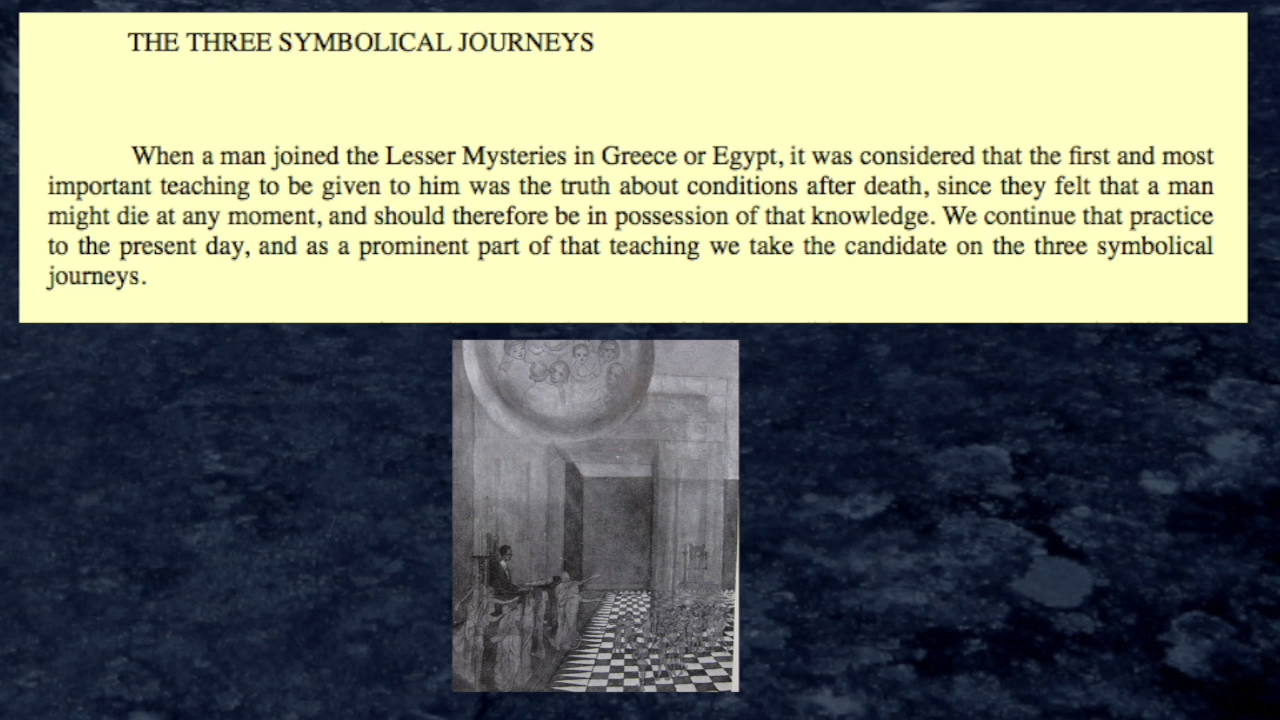 THE THREE SYMBOLICAL JOURNEYS
When a man joined the Lesser Mysteries in Greece or Egypt, it was considered that the first and most
important teaching to be given to him was the truth about conditions after death, since they felt that a man
might die at any moment, and should therefore be in possession of that knowledge. We continue that practice
to the present day, and as a prominent part of that teaching we take the candidate on the three symbolical
journeys.